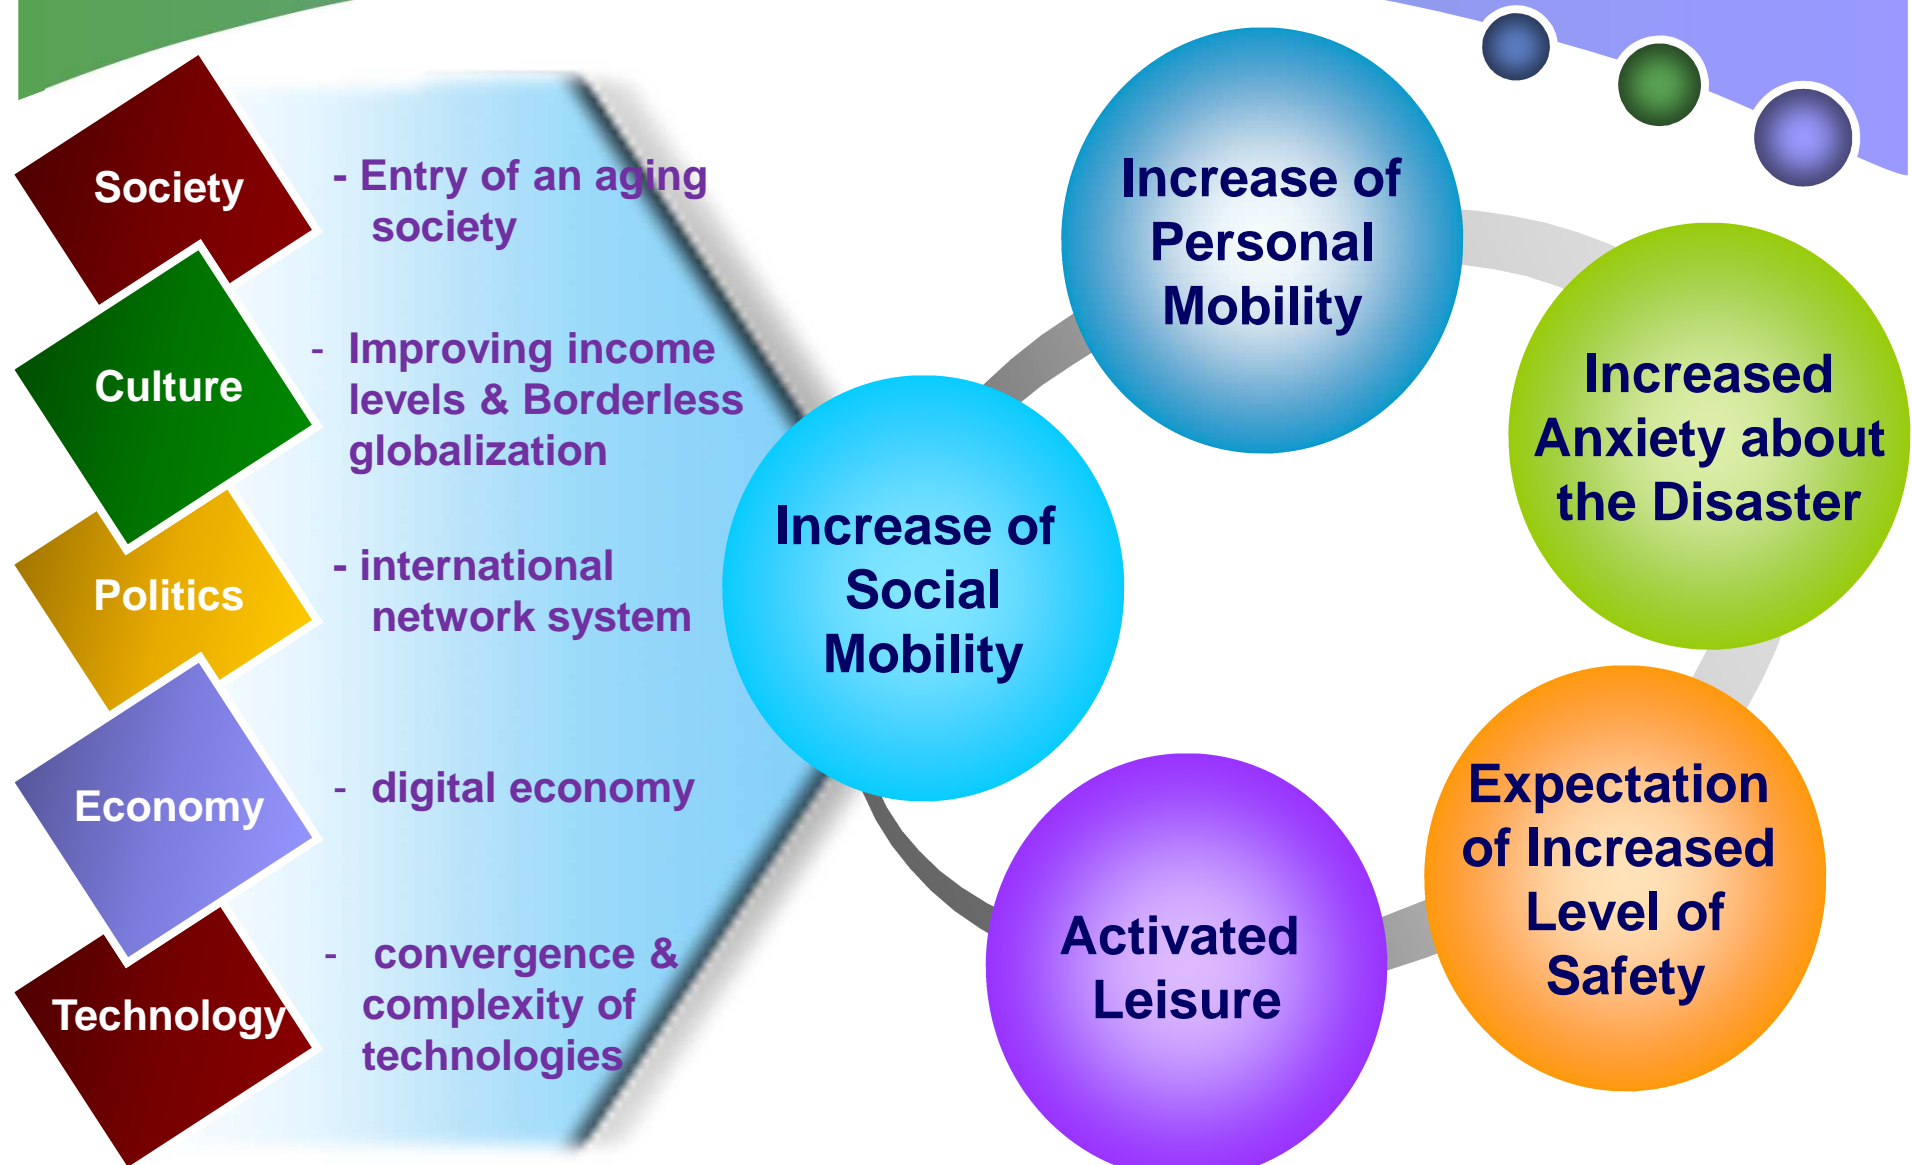 Society
- Entry of an aging
society
Culture
- Improving income
levels & Borderless
globalization
Politics
- international
network system
Economy
- digital economy
Technology
- convergence &
complexity of
technologies
Increase of
Social
Mobility
Increase of
Personal
Mobility
Increased
Anxiety about
the Disaster
Expectation
of Increased
Level of
Safety
Activated
Leisure